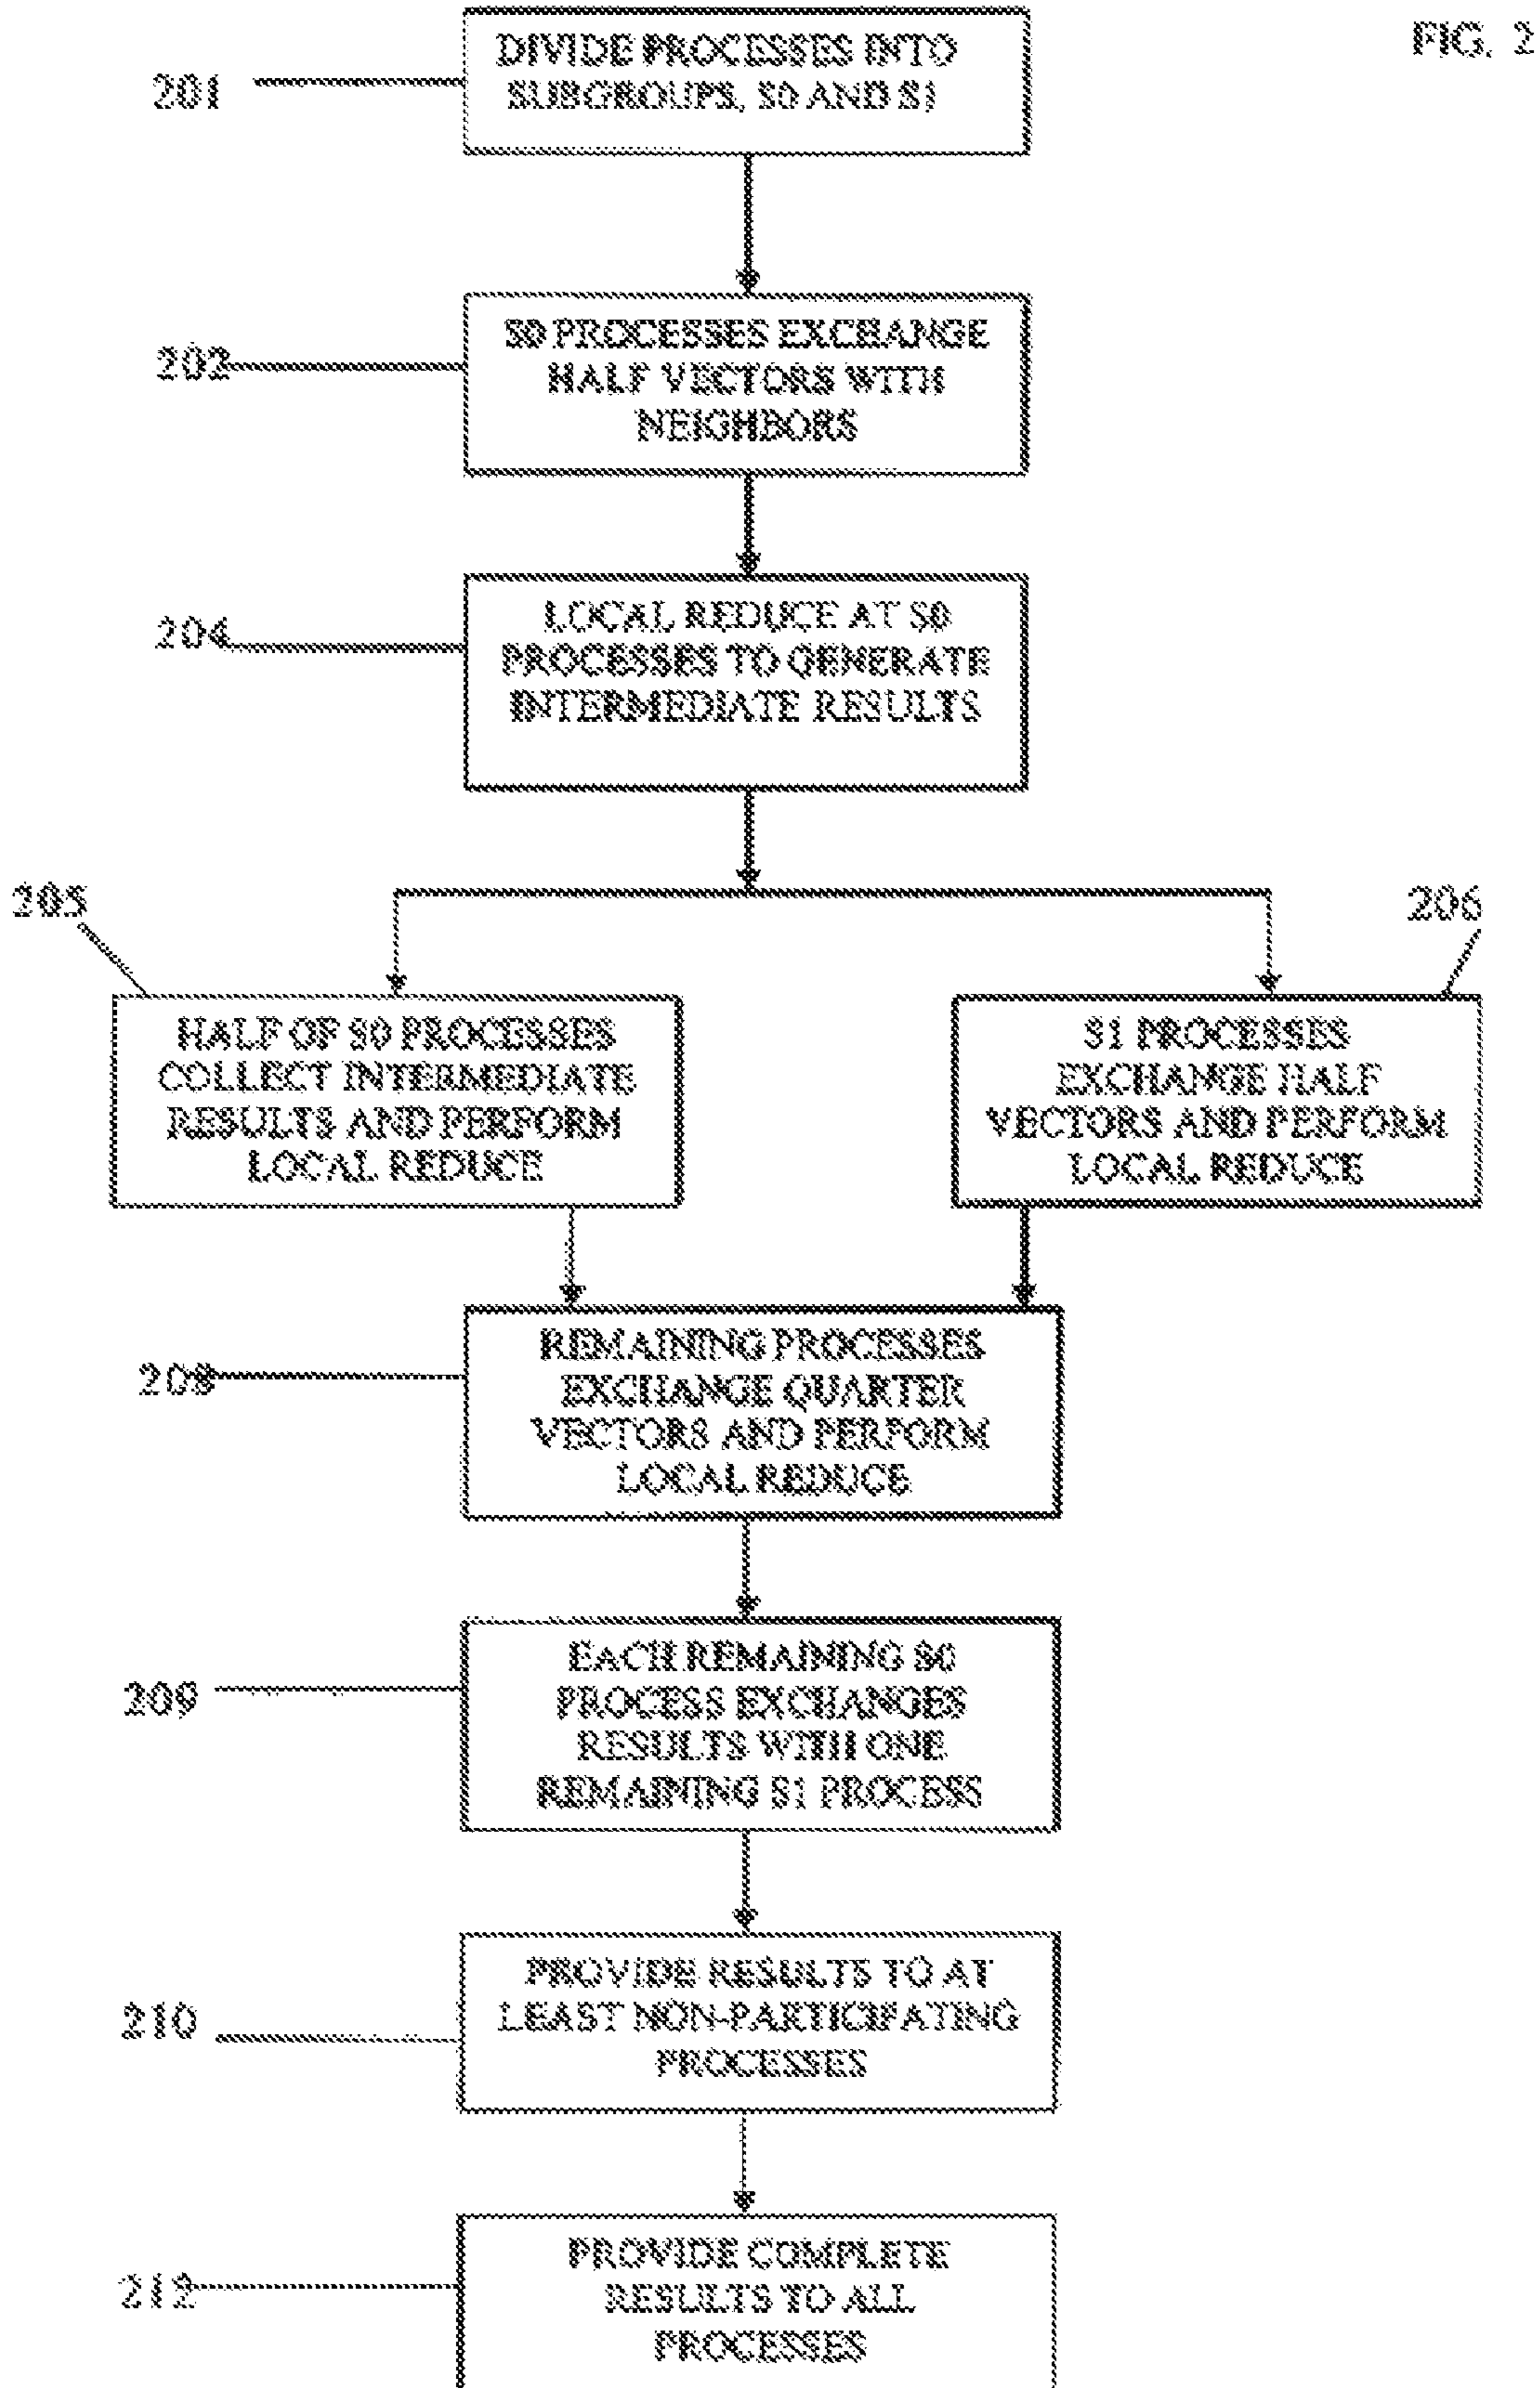 FIG. 2
201
DIVIDE PROCESSES INTO
SUBGROUPS, S0 AND S1
202
S0 PROCESSES EXCHANGE
HALF VECTORS WITH
NEIGHBORS
204
LOCAL REDUCE AT S0
PROCESSES TO GENERATE
INTERMEDIATE RESULTS
205
206
HALF OF S0 PROCESSES
COLLECT INTERMEDIATE
RESULTS AND PERFORM
LOCAL REDUCE
S1 PROCESSES
EXCHANGE HALF
VECTORS AND PERFORM
LOCAL REDUCE
208
REMAINING PROCESSES
EXCHANGE QUARTER
VECTORS AND PERFORM
LOCAL REDUCE
209
EACH REMAINING S0
PROCESS EXCHANGES
RESULTS WITH ONE
REMAINING S1 PROCESS
210
PROVIDE RESULTS TO AT
LEAST NON-PARTICIPATING
PROCESSES
212
PROVIDE COMPLETE
RESULTS TO ALL
PROCESSES